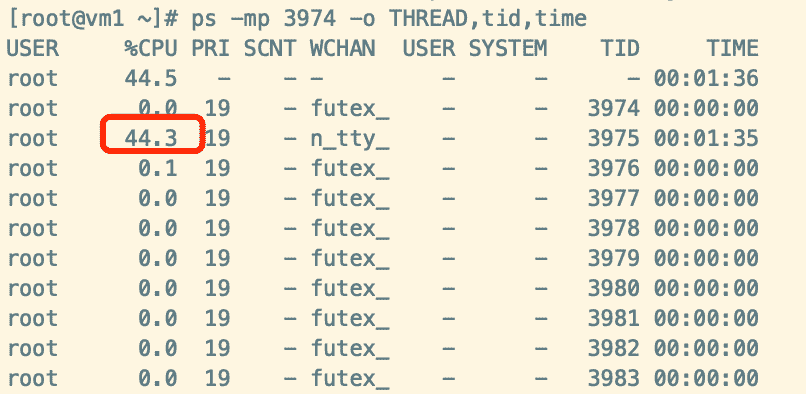 [root@vm1 ~]# ps -mp 3974 -o THREAD,tid,time
USER %CPU PRI SCNT WCHAN USER SYSTEM TID TIME
root 44.5 - - - - - - 00:01:36
root 0.0 19 - futex_ - - 3974 00:00:00
root 44.3 19 - n_tty_ - - 3975 00:01:35
root 0.1 19 - futex_ - - 3976 00:00:00
root 0.0 19 - futex_ - - 3977 00:00:00
root 0.0 19 - futex_ - - 3978 00:00:00
root 0.0 19 - futex_ - - 3979 00:00:00
root 0.0 19 - futex_ - - 3980 00:00:00
root 0.0 19 - futex_ - - 3981 00:00:00
root 0.0 19 - futex_ - - 3982 00:00:00
root 0.0 19 - futex_ - - 3983 00:00:00